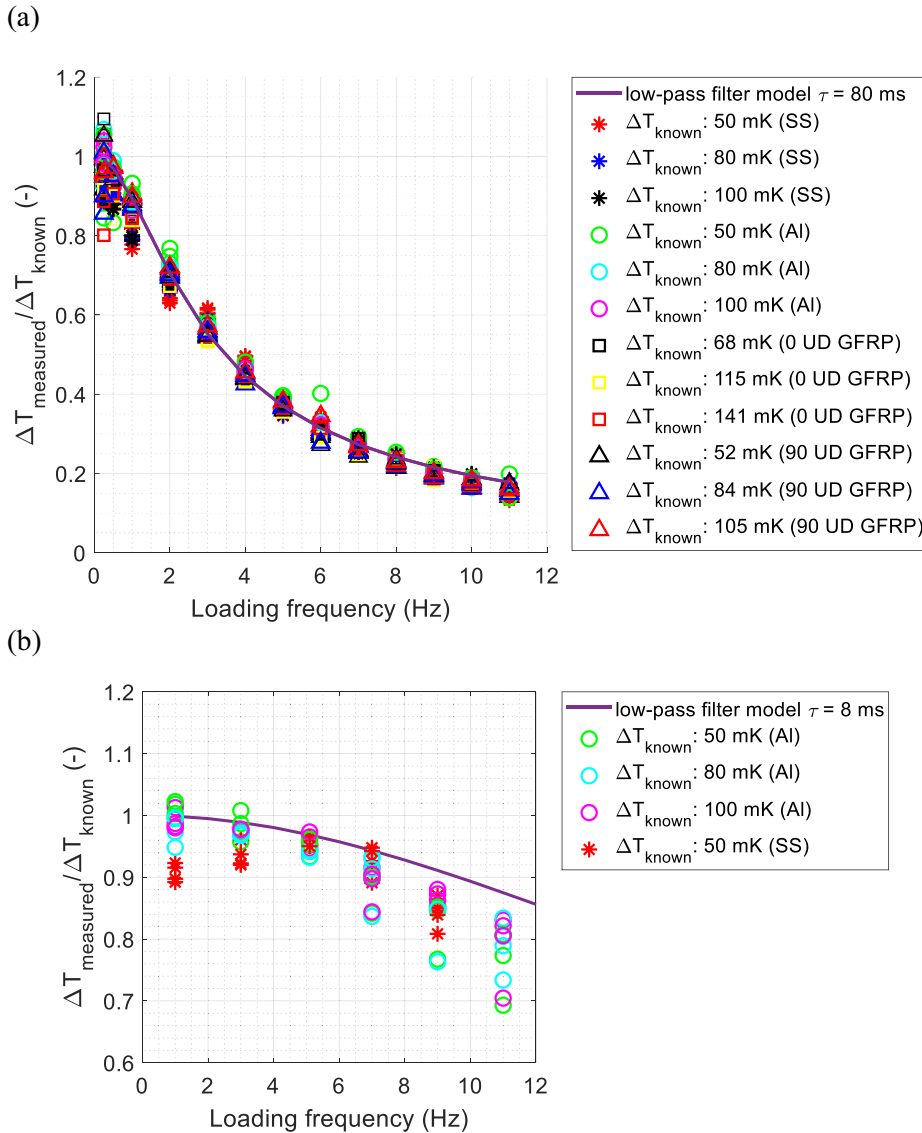 (a)
1.2
1
0.8
0.6
0.4
0.2
0
0 2 4 6 8 10 12
ΔT_measured/ΔT_known (-)
Loading frequency (Hz)
low-pass filter model τ = 80 ms
ΔT_known: 50 mK (SS)
ΔT_known: 80 mK (SS)
ΔT_known: 100 mK (SS)
ΔT_known: 50 mK (Al)
ΔT_known: 80 mK (Al)
ΔT_known: 100 mK (Al)
ΔT_known: 68 mK (0 UD GFRP)
ΔT_known: 115 mK (0 UD GFRP)
ΔT_known: 141 mK (0 UD GFRP)
ΔT_known: 52 mK (90 UD GFRP)
ΔT_known: 84 mK (90 UD GFRP)
ΔT_known: 105 mK (90 UD GFRP)
(b)
1.2
1.1
1
0.9
0.8
0.7
0.6
0 2 4 6 8 10 12
ΔT_measured/ΔT_known (-)
Loading frequency (Hz)
low-pass filter model τ = 8 ms
ΔT_known: 50 mK (Al)
ΔT_known: 80 mK (Al)
ΔT_known: 100 mK (Al)
ΔT_known: 50 mK (SS)